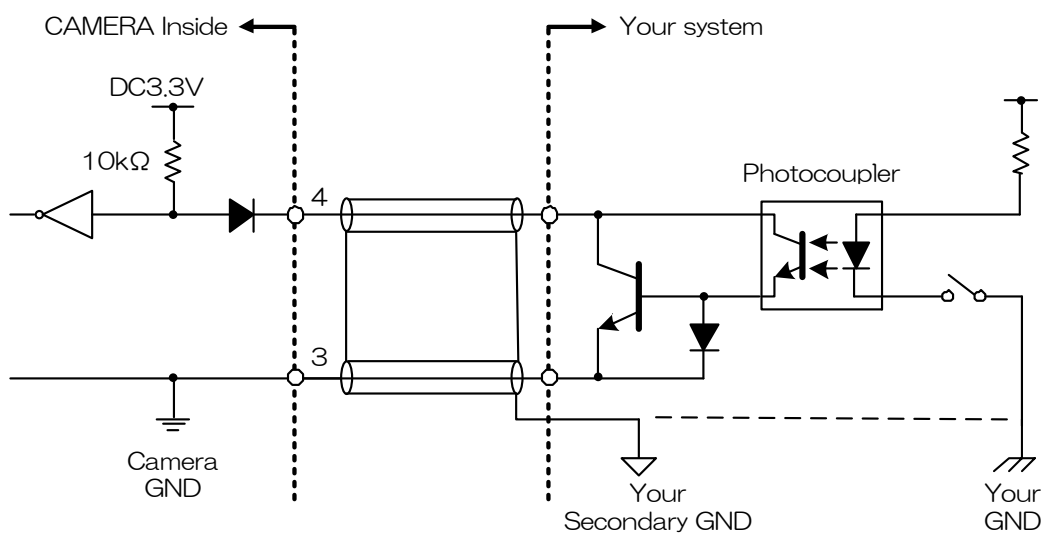 CAMERA Inside
Your system
DC3.3V
10kΩ
Photocoupler
4
3
Camera
GND
Your
Secondary GND
Your
GND